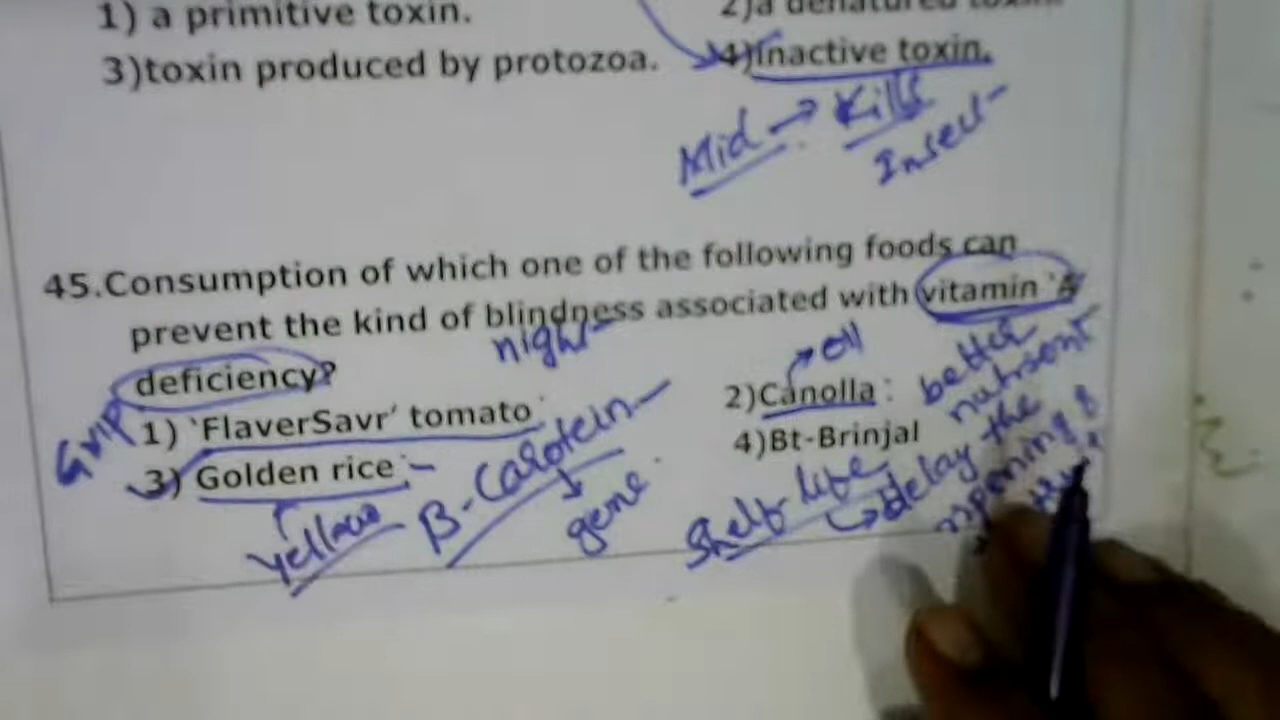 1) a primitive toxin.
2)a denatured toxin.
3)toxin produced by protozoa.
4)Inactive toxin.
Mid → Kills
Insect
45.Consumption of which one of the following foods can
prevent the kind of blindness associated with vitamin 'A'
night
deficiency?
1) 'FlaverSavr' tomato
2)Canolla :
oil
3) Golden rice
4)Bt-Brinjal
yellow
B-Carotein
gene
Shelf life
better
nutrient
delay the
ripening &